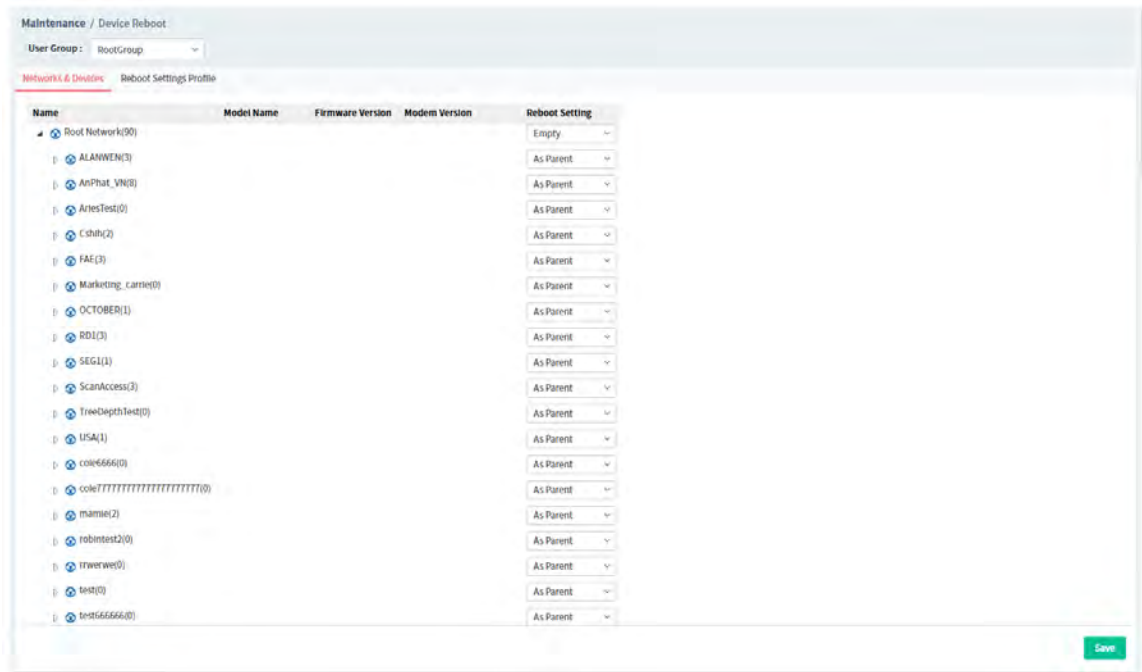 Maintenance / Device Reboot
User Group : RootGroup
Networks & Devices Reboot Settings Profile
Name Model Name Firmware Version Modem Version Reboot Setting
Root Network(90) Empty
ALANWEN(3) As Parent
AnPhat_VN(8) As Parent
AriesTest(0) As Parent
Cshih(2) As Parent
FAE(3) As Parent
Marketing_carrie(0) As Parent
OCTOBER(1) As Parent
RD1(3) As Parent
SEG1(1) As Parent
ScanAccess(3) As Parent
TreeDepthTest(0) As Parent
USA(1) As Parent
cole6666(0) As Parent
As Parent
mamie(2) As Parent
robintest2(0) As Parent
rrwerwe(0) As Parent
test(0) As Parent
test666666(0) As Parent
Save